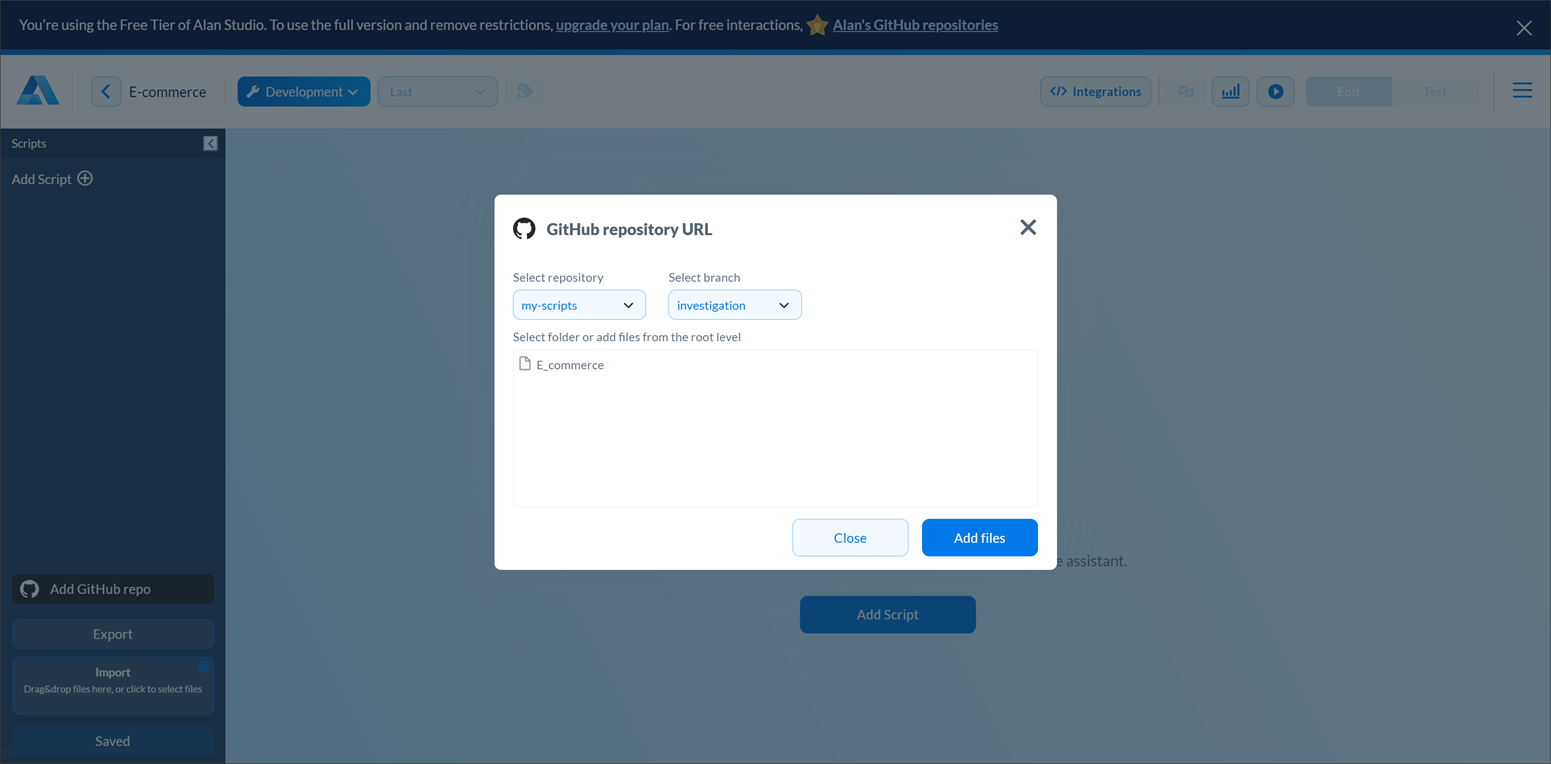 You're using the Free Tier of Alan Studio. To use the full version and remove restrictions, upgrade your plan. For free interactions, Alan's GitHub repositories
E-commerce
Development
Last
</> Integrations
Edit
Test
Scripts
Add Script
GitHub repository URL
Select repository
Select branch
my-scripts
investigation
Select folder or add files from the root level
E_commerce
Close
Add files
e assistant.
Add Script
Add GitHub repo
Export
Import
Drag&drop files here, or click to select files
Saved